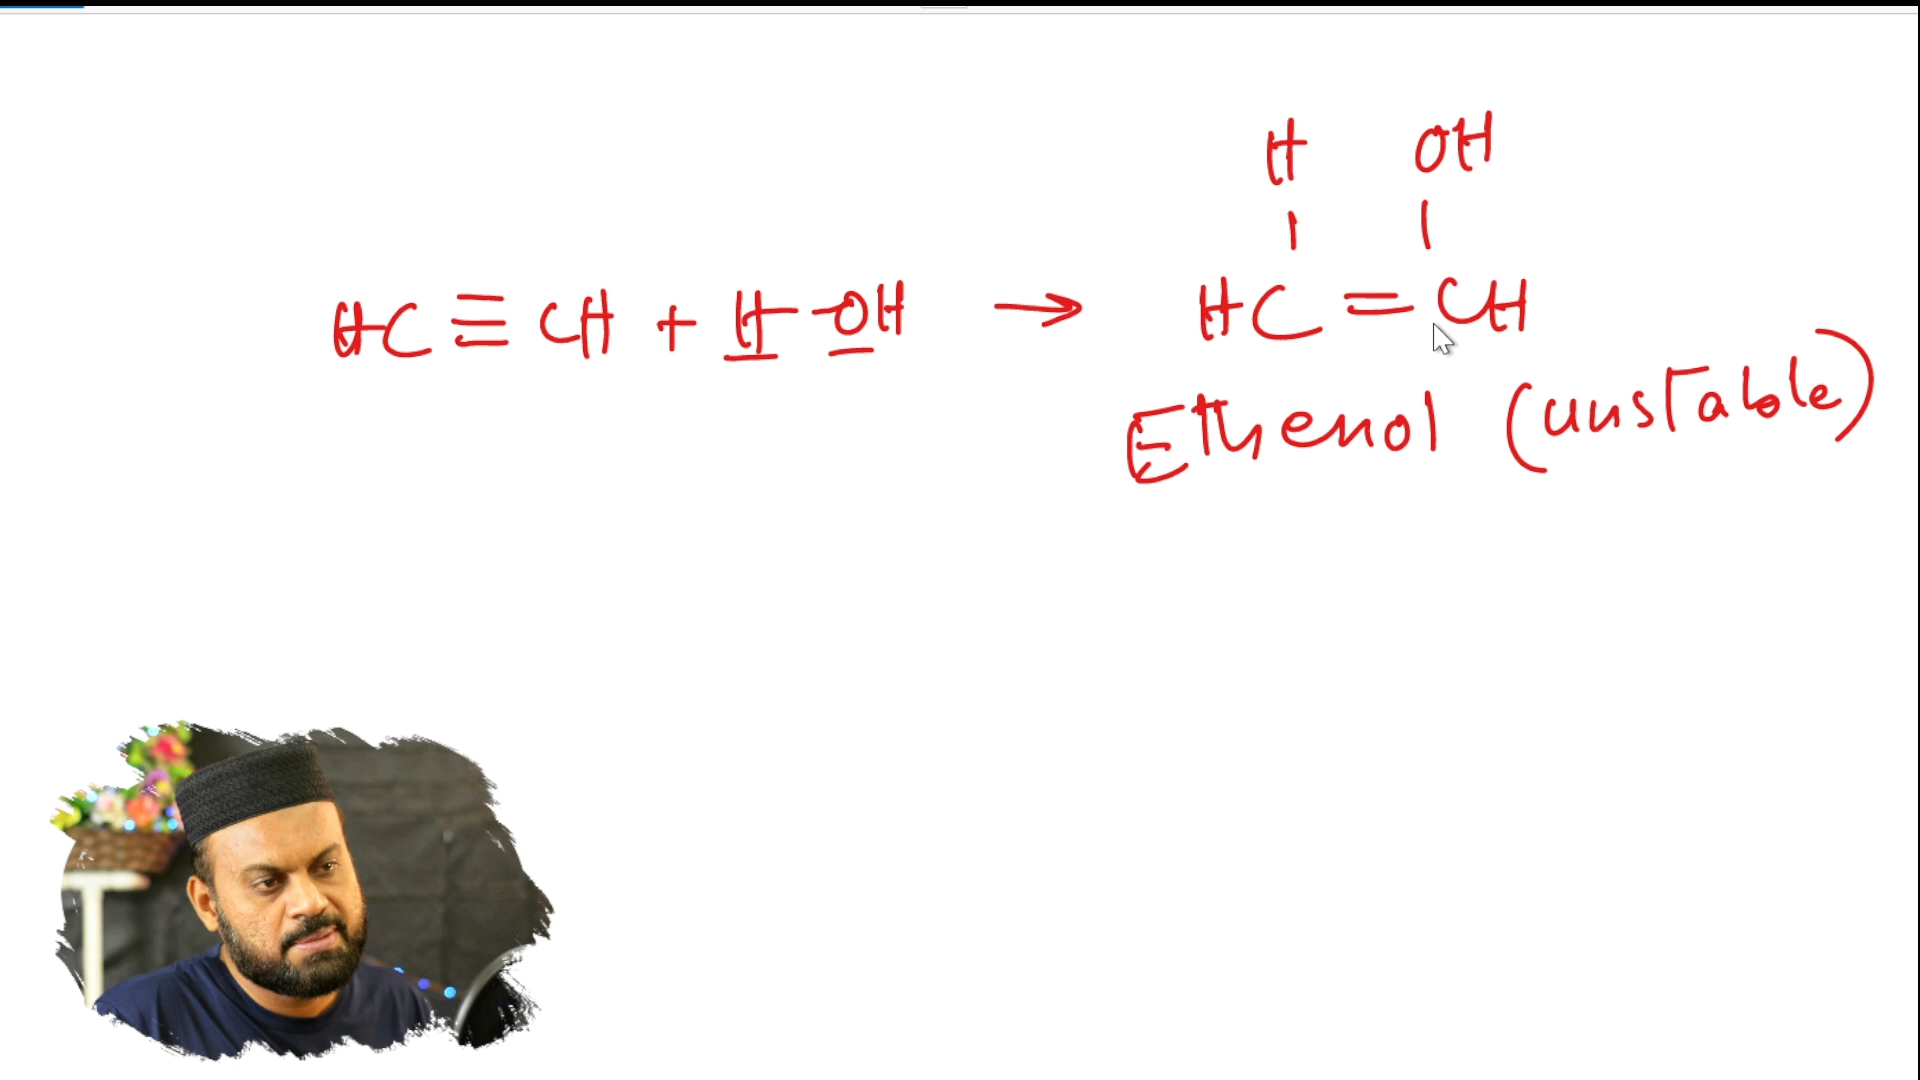 H OH
HC ≡ CH + H - OH → HC = CH
Ethenol (unstable)